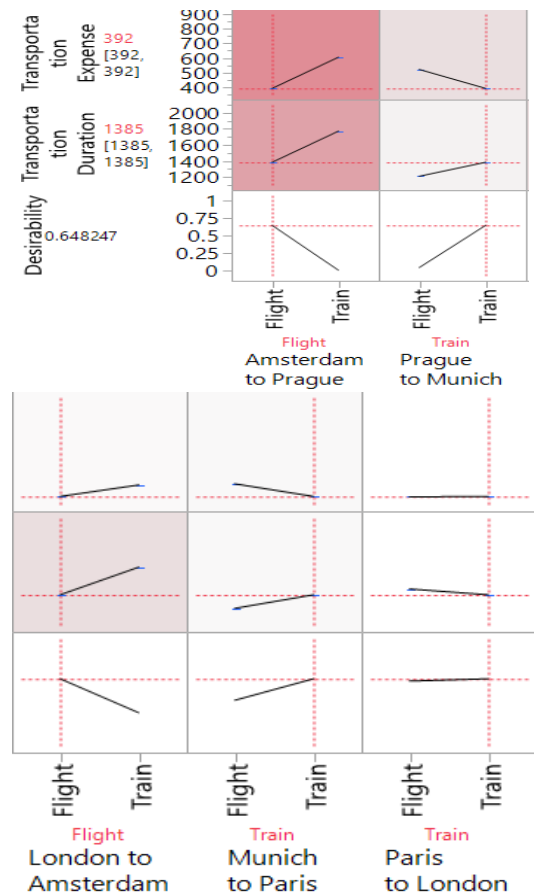 Transporta
tion
Expense
392
[392,
392]
900
800
700
600
500
400
Transporta
tion
Duration
1385
[1385,
1385]
2000
1800
1600
1400
1200
Desirability
0.648247
1
0.75
0.5
0.25
0
Flight
Train
Flight
Train
Flight
Amsterdam
to Prague
Train
Prague
to Munich
Flight
Train
Flight
Train
Flight
Train
Flight
London to
Amsterdam
Train
Munich
to Paris
Train
Paris
to London